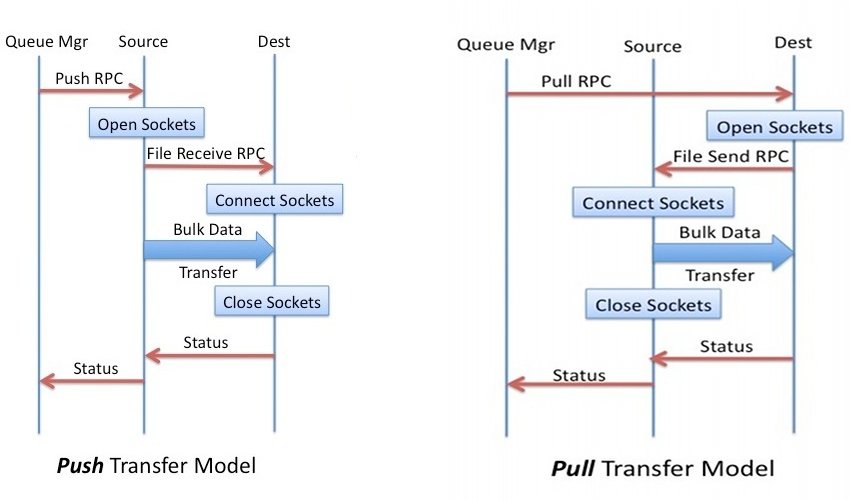 Queue Mgr Source Dest
Push RPC
Open Sockets
File Receive RPC
Connect Sockets
Bulk Data
Transfer
Close Sockets
Status
Status
Push Transfer Model
Queue Mgr Source Dest
Pull RPC
Open Sockets
File Send RPC
Connect Sockets
Bulk Data
Transfer
Close Sockets
Status
Status
Pull Transfer Model